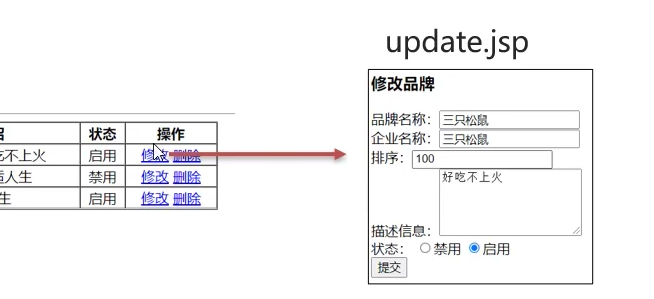 update.jsp
绍 状态 操作
吃不上火 启用 修改 删除
人生 禁用 修改 删除
生 启用 修改 删除
修改品牌
品牌名称： 三只松鼠
企业名称： 三只松鼠
排序： 100
好吃不上火
描述信息：
状态： 禁用 启用
提交